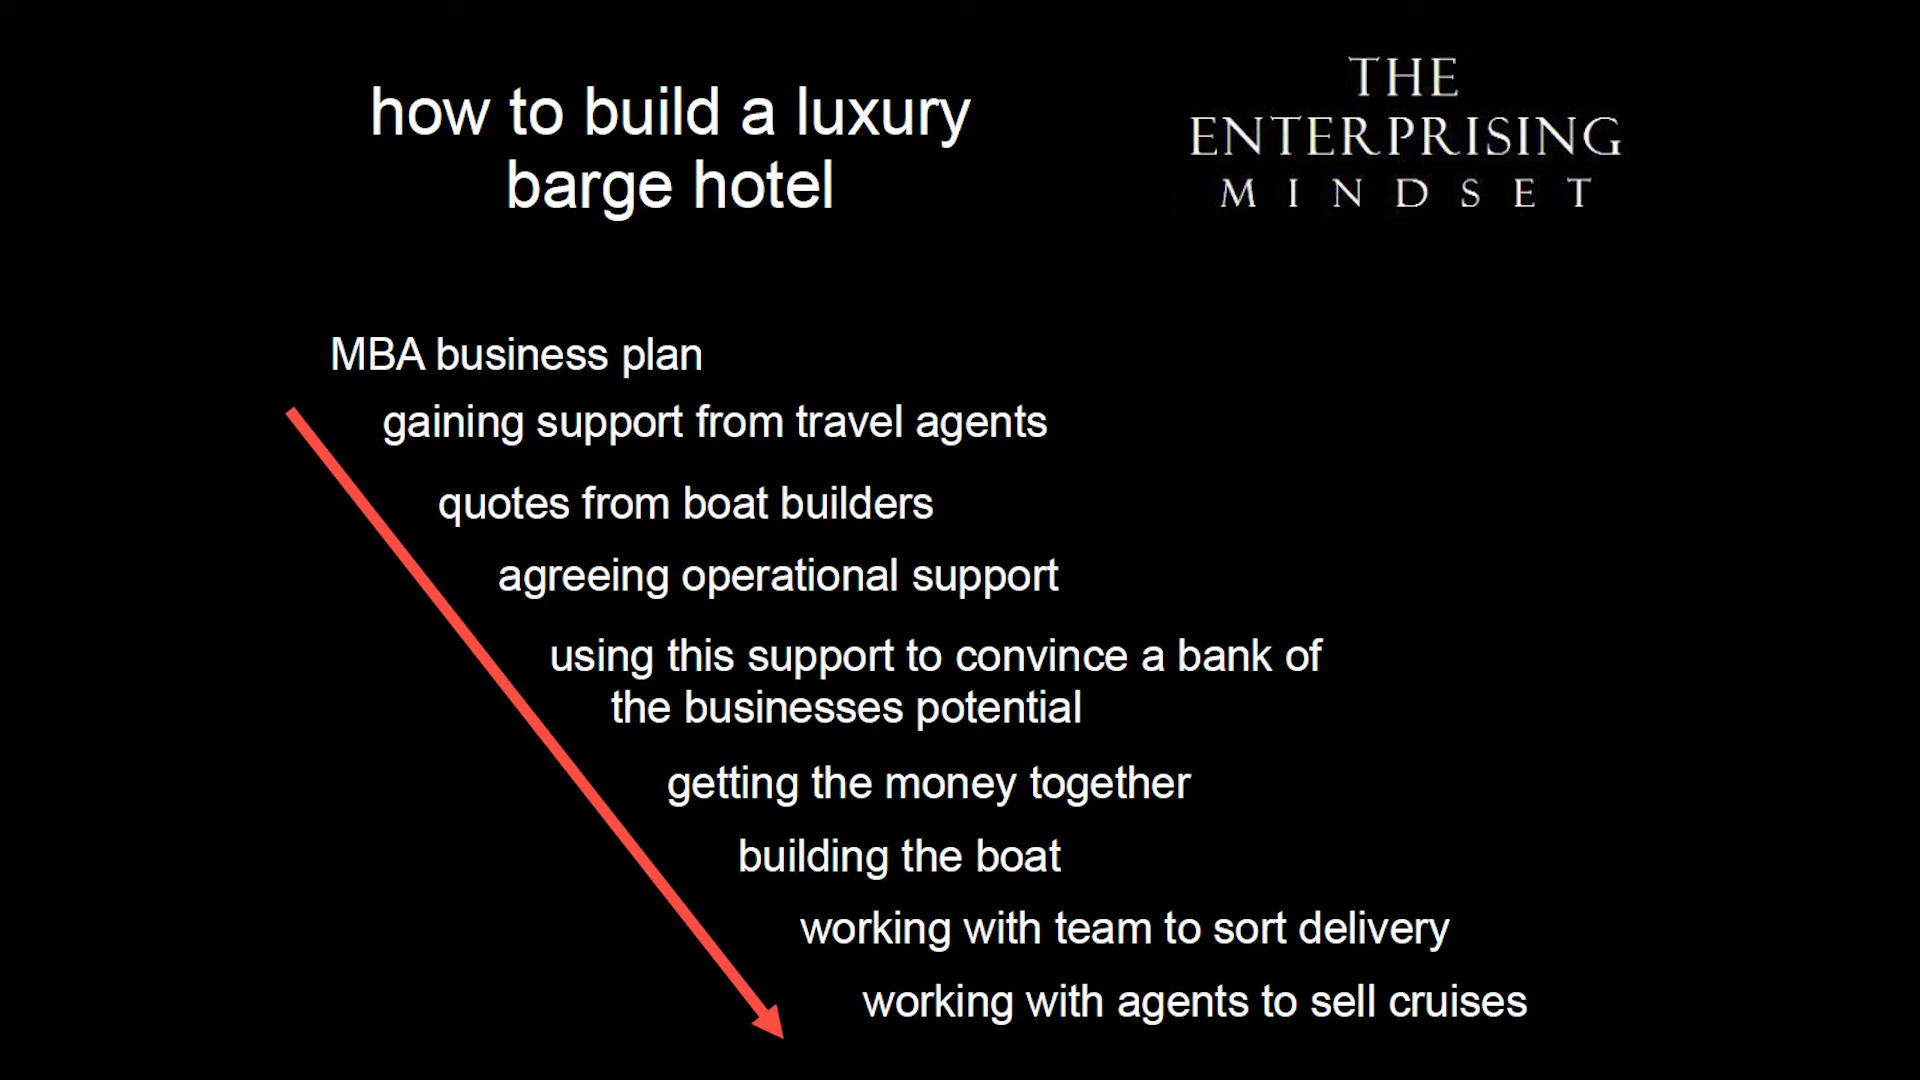 how to build a luxury
barge hotel
THE
ENTERPRISING
MINDSET
MBA business plan
gaining support from travel agents
quotes from boat builders
agreeing operational support
using this support to convince a bank of
the businesses potential
getting the money together
building the boat
working with team to sort delivery
working with agents to sell cruises